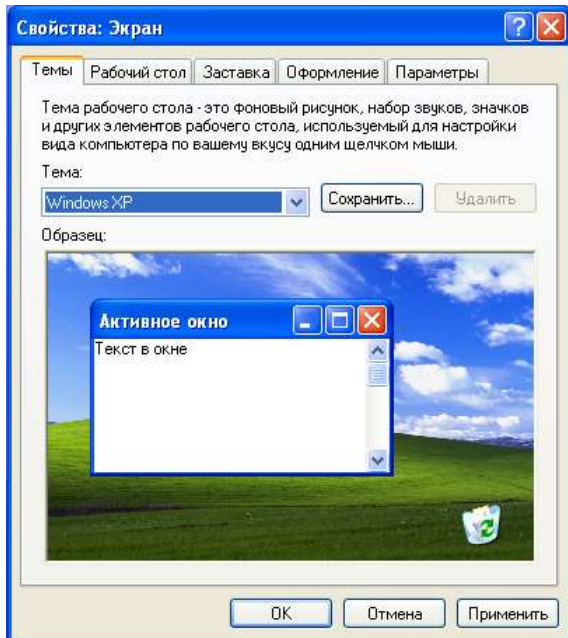 Свойства: Экран
Темы Рабочий стол Заставка Оформление Параметры
Тема рабочего стола - это фоновый рисунок, набор звуков, значков
и других элементов рабочего стола, используемый для настройки
вида компьютера по вашему вкусу одним щелчком мыши.
Тема:
Windows XP Сохранить... Удалить
Образец:
Активное окно
Текст в окне
OK Отмена Применить